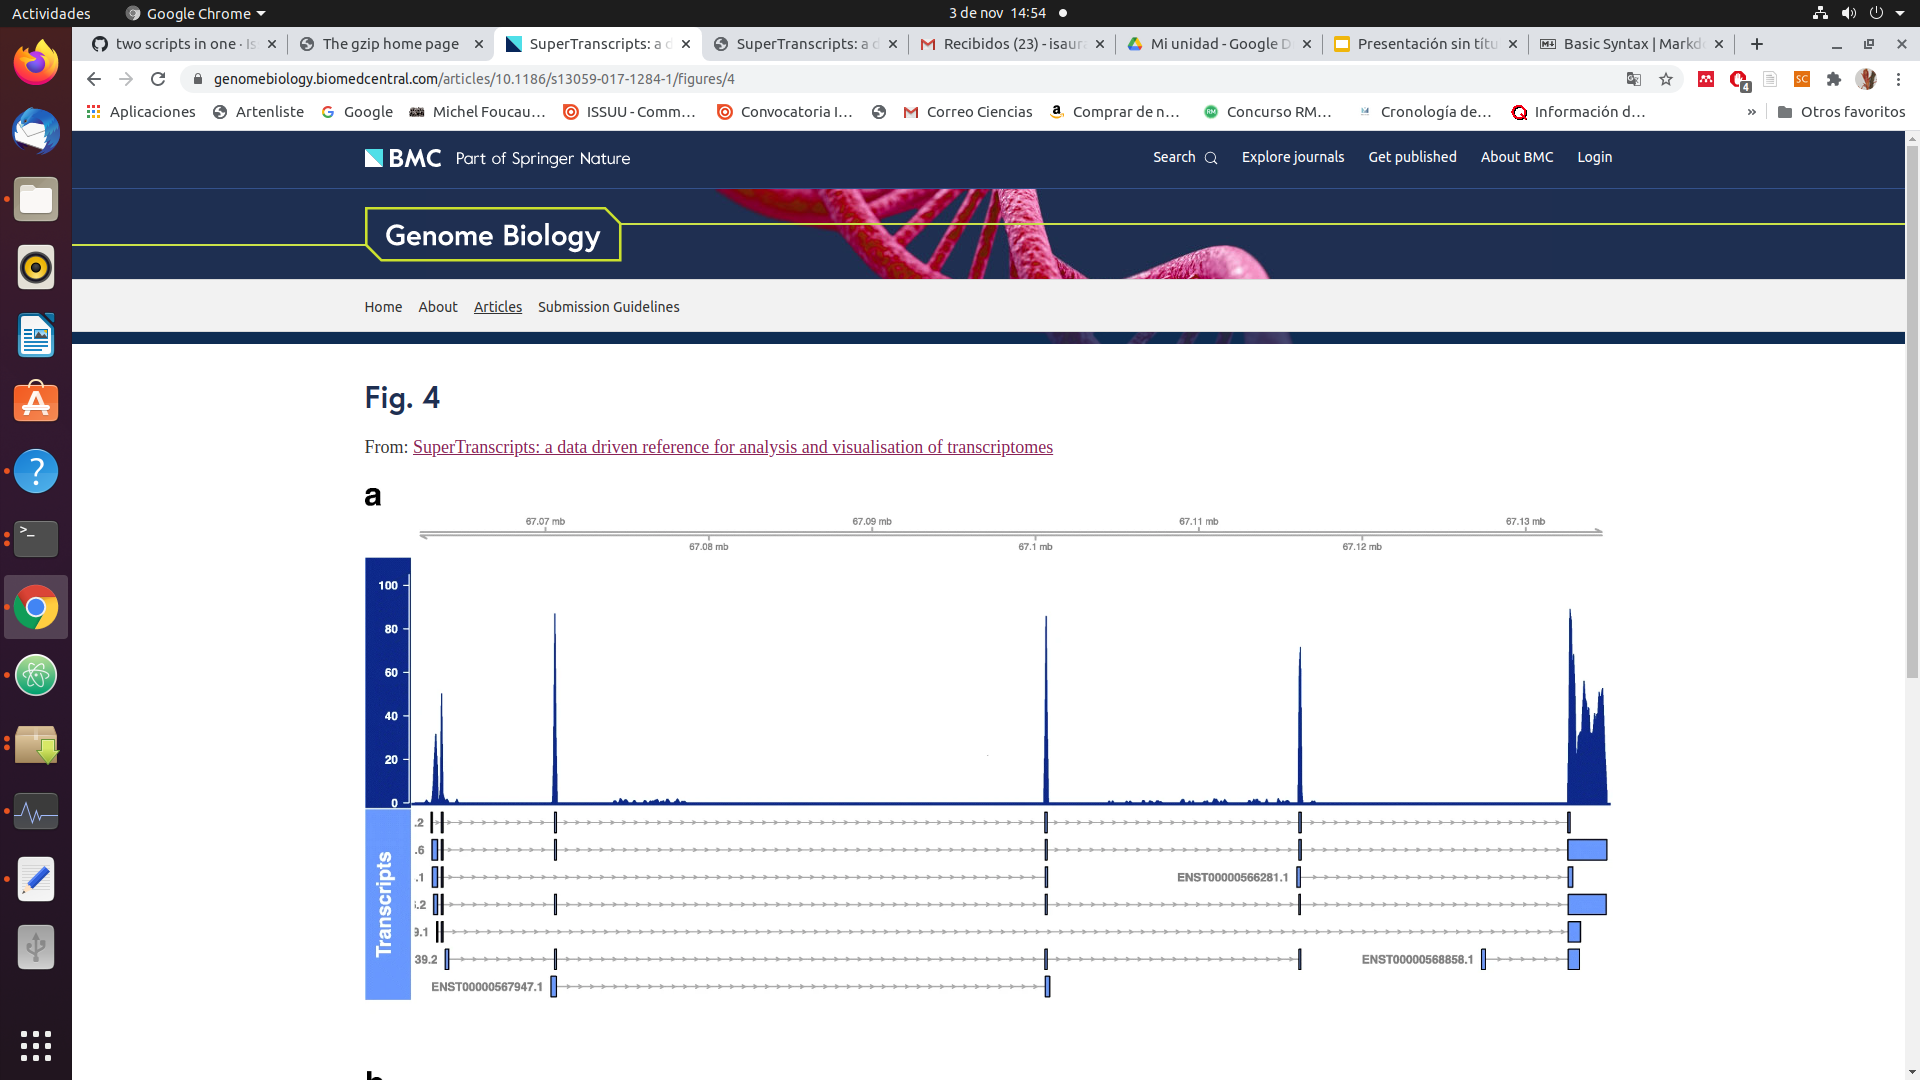 Actividades
Google Chrome
3 de nov 14:54
two scripts in one · Is
The gzip home page
SuperTranscripts: a d
SuperTranscripts: a d
Recibidos (23) - isaura
Mi unidad - Google D
Presentación sin títu
Basic Syntax | Markdo
genomebiology.biomedcentral.com/articles/10.1186/s13059-017-1284-1/figures/4
SC
4
Aplicaciones
Artenliste
Google
Michel Foucau...
ISSUU - Comm...
Convocatoria I...
Correo Ciencias
Comprar de n...
RM
Concurso RM...
Cronología de...
Información d...
»
Otros favoritos
BMC Part of Springer Nature
Search
Explore journals
Get published
About BMC
Login
Genome Biology
Home
About
Articles
Submission Guidelines
Fig. 4
From: SuperTranscripts: a data driven reference for analysis and visualisation of transcriptomes
a
67.07 mb
67.09 mb
67.11 mb
67.13 mb
67.08 mb
67.1 mb
67.12 mb
100
80
60
40
20
0
Transcripts
.2
.6
.1
ENST00000566281.1
.2
9.1
39.2
ENST00000568858.1
ENST00000567947.1